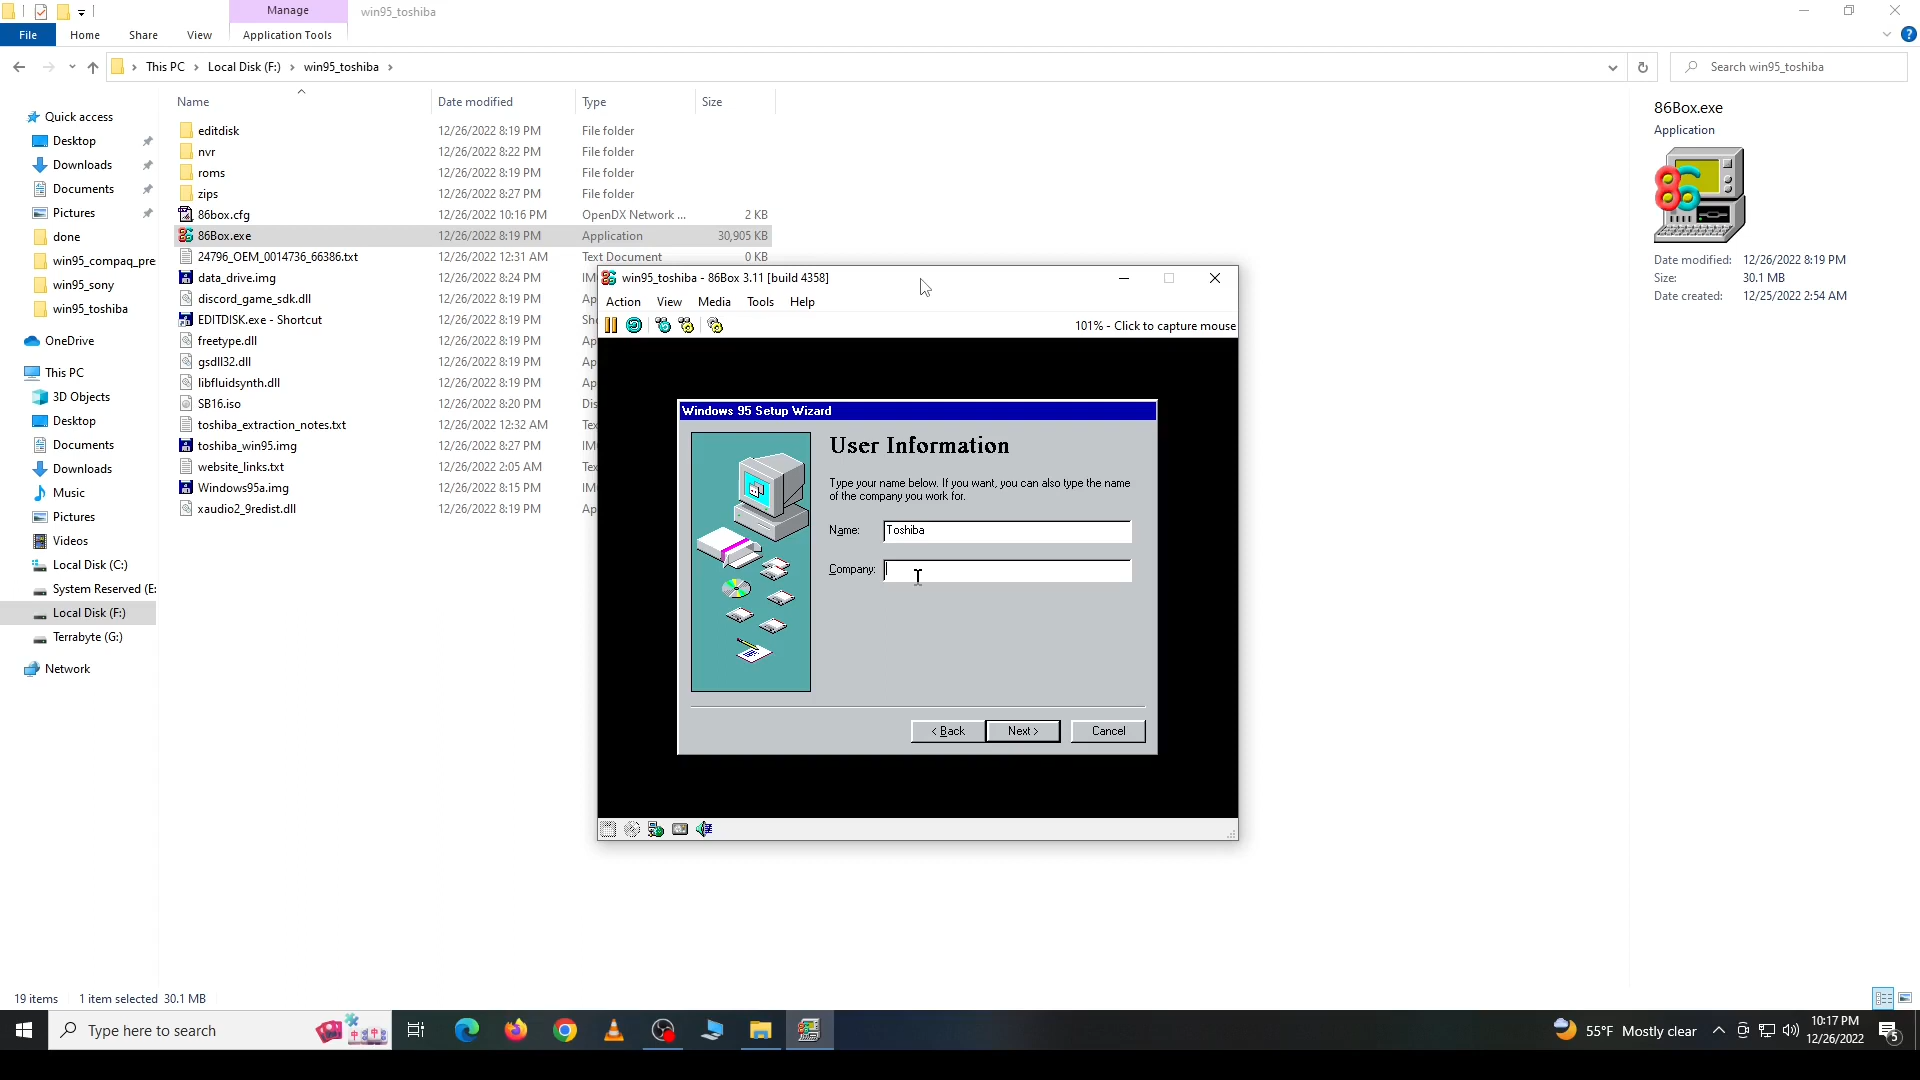 Manage
win95_toshiba
File
Home
Share
View
Application Tools
This PC
Local Disk (F:)
win95_toshiba
Search win95_toshiba
Name
Date modified
Type
Size
Quick access
Desktop
Downloads
Documents
Pictures
done
win95_compaq_pre
win95_sony
win95_toshiba
OneDrive
This PC
3D Objects
Desktop
Documents
Downloads
Music
Pictures
Videos
Local Disk (C:)
System Reserved (E:
Local Disk (F:)
Terrabyte (G:)
Network
editdisk 12/26/2022 8:19 PM File folder
nvr 12/26/2022 8:22 PM File folder
roms 12/26/2022 8:19 PM File folder
zips 12/26/2022 8:27 PM File folder
86box.cfg 12/26/2022 10:16 PM OpenDX Network ... 2 KB
86Box.exe 12/26/2022 8:19 PM Application 30,905 KB
24796_OEM_0014736_66386.txt 12/26/2022 12:31 AM Text Document 0 KB
data_drive.img 12/26/2022 8:24 PM IM
discord_game_sdk.dll 12/26/2022 8:19 PM Ap
EDITDISK.exe - Shortcut 12/26/2022 8:19 PM Sh
freetype.dll 12/26/2022 8:19 PM Ap
gsdll32.dll 12/26/2022 8:19 PM Ap
libfluidsynth.dll 12/26/2022 8:19 PM Ap
SB16.iso 12/26/2022 8:20 PM Dis
toshiba_extraction_notes.txt 12/26/2022 12:32 AM Tex
toshiba_win95.img 12/26/2022 8:27 PM IM
website_links.txt 12/26/2022 2:05 AM Tex
Windows95a.img 12/26/2022 8:15 PM IM
xaudio2_9redist.dll 12/26/2022 8:19 PM Ap
win95_toshiba - 86Box 3.11 [build 4358]
Action View Media Tools Help
101% - Click to capture mouse
Windows 95 Setup Wizard
User Information
Type your name below. If you want, you can also type the name
of the company you work for.
Name: Toshiba
Company:
< Back
Next >
Cancel
86Box.exe
Application
86
Date modified: 12/26/2022 8:19 PM
Size: 30.1 MB
Date created: 12/25/2022 2:54 AM
19 items
1 item selected 30.1 MB
Type here to search
55°F Mostly clear
10:17 PM
12/26/2022
5